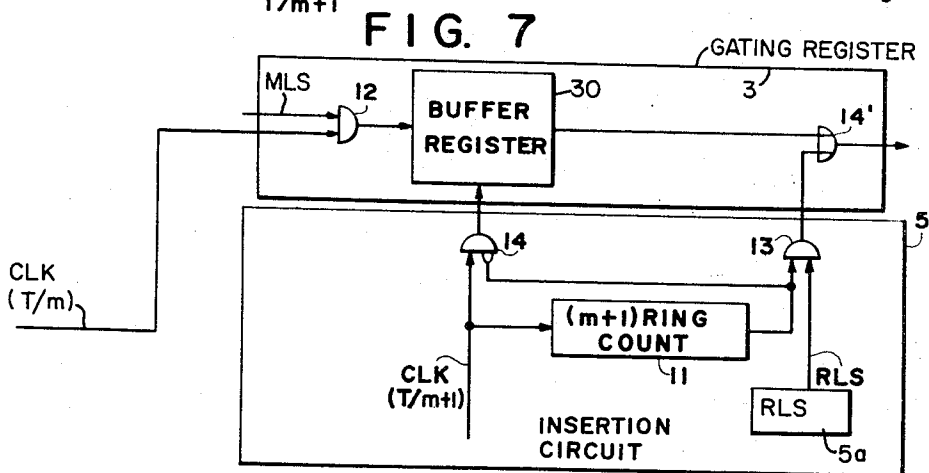 T/m+1
FIG. 7
GATING REGISTER
3
MLS
12
BUFFER
REGISTER
30
14'
5
14
13
CLK
(T/m)
(m+1)RING
COUNT
11
CLK
(T/m+1)
RLS
RLS
5a
INSERTION
CIRCUIT